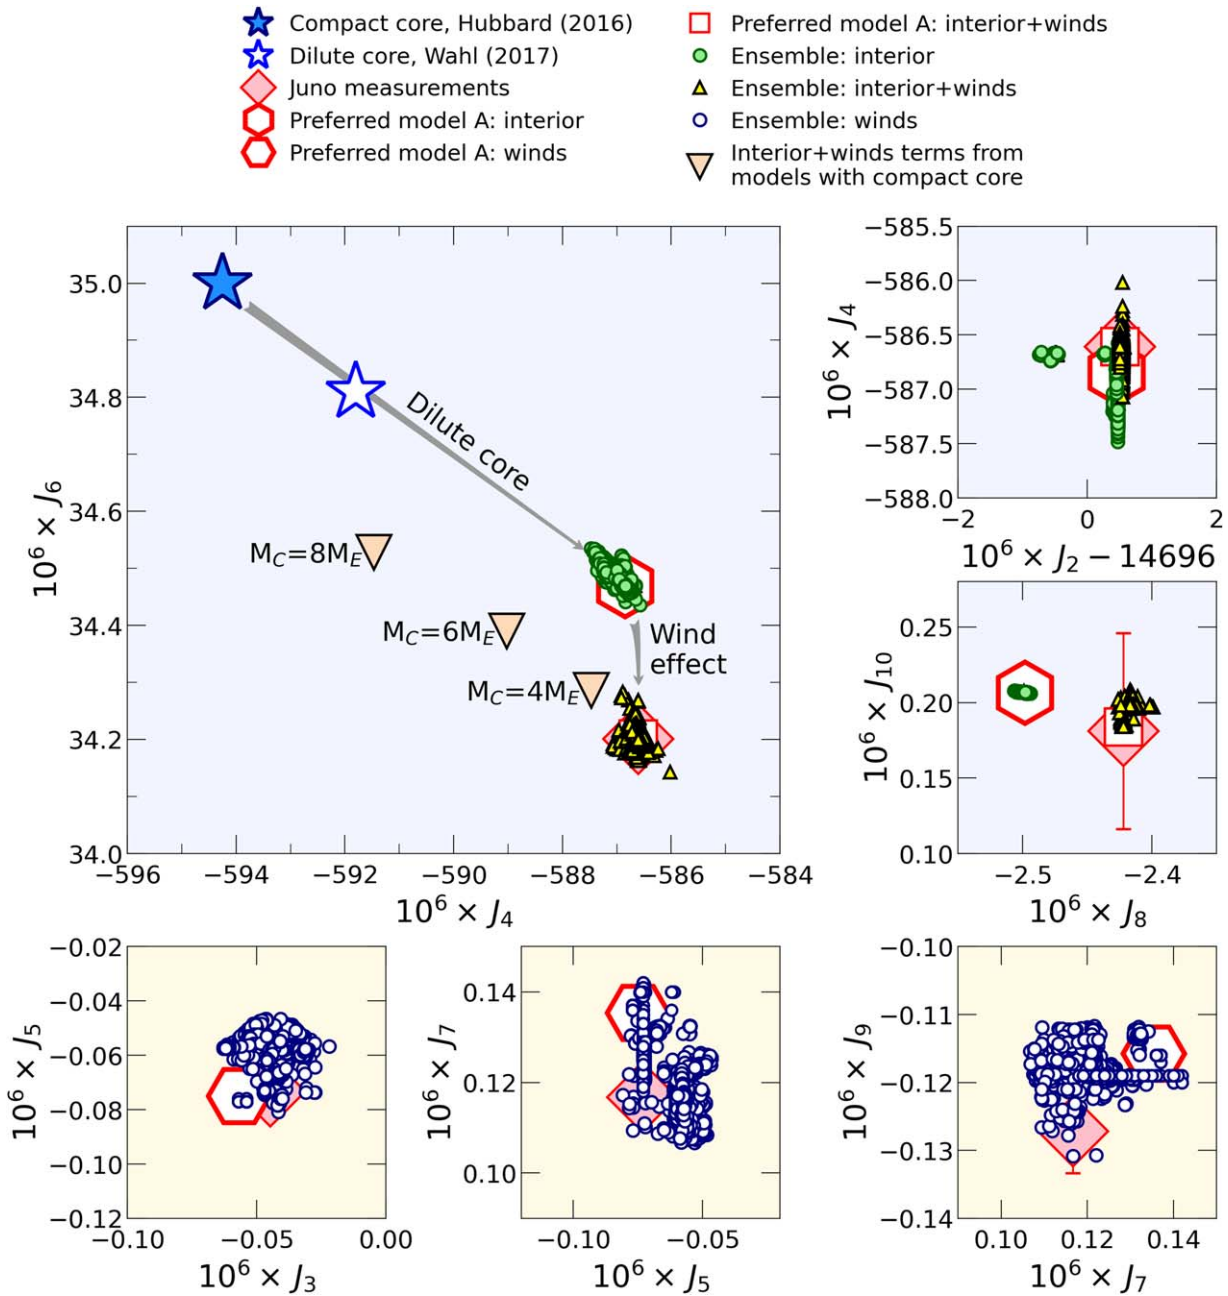 Compact core, Hubbard (2016)
Dilute core, Wahl (2017)
Juno measurements
Preferred model A: interior
Preferred model A: winds
Preferred model A: interior+winds
Ensemble: interior
Ensemble: interior+winds
Ensemble: winds
Interior+winds terms from
models with compact core
35.0
34.8
34.6
34.4
34.2
34.0
10⁶ × J₆
Dilute core
M_C=8M_E
M_C=6M_E
M_C=4M_E
Wind
effect
−596 −594 −592 −590 −588 −586 −584
10⁶ × J₄
−585.5
−586.0
−586.5
−587.0
−587.5
−588.0
10⁶ × J₄
−2 0 2
10⁶ × J₂ − 14696
0.25
0.20
0.15
0.10
10⁶ × J₁₀
−2.5 −2.4
10⁶ × J₈
−0.02
−0.04
−0.06
−0.08
−0.10
−0.12
10⁶ × J₅
−0.10 −0.05 0.00
10⁶ × J₃
0.14
0.12
0.10
10⁶ × J₇
−0.10 −0.05
10⁶ × J₅
−0.10
−0.11
−0.12
−0.13
−0.14
10⁶ × J₉
0.10 0.12 0.14
10⁶ × J₇